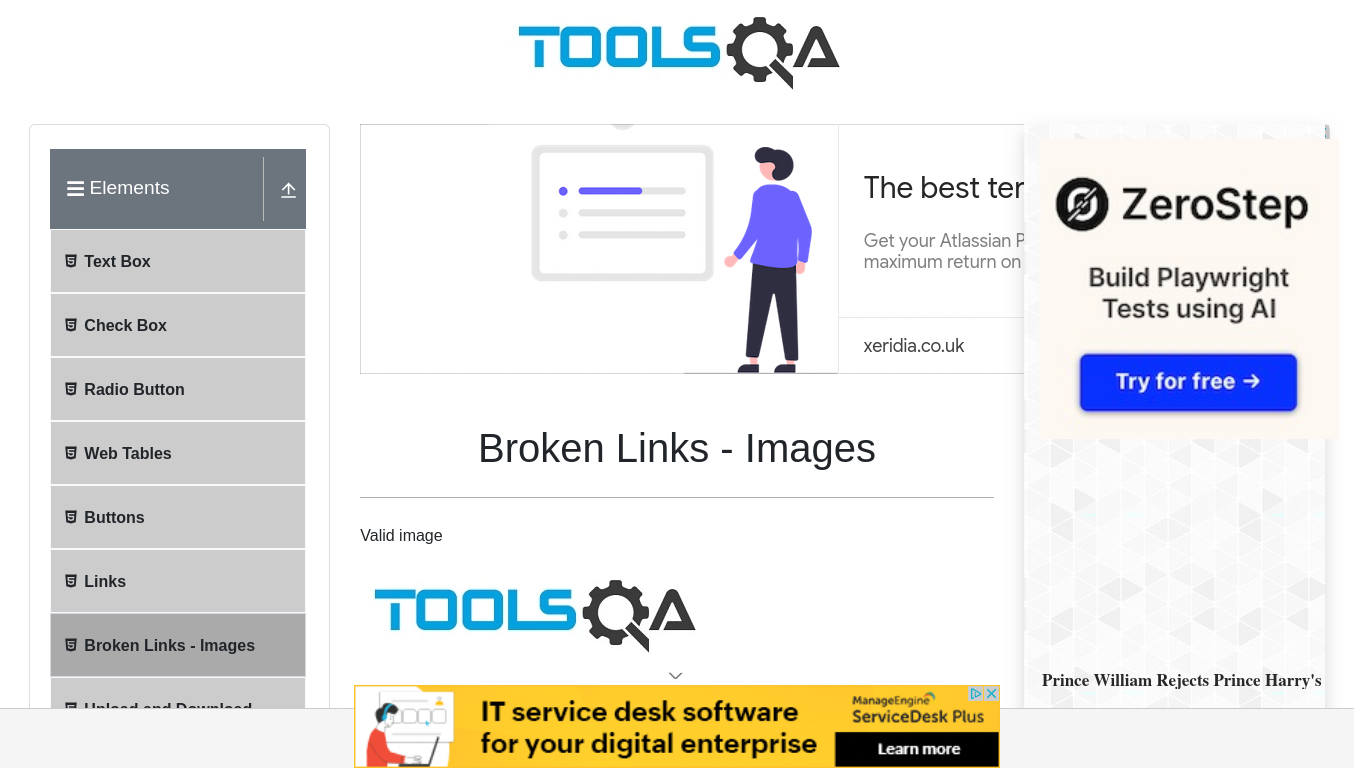 TOOLSQA
Elements
Text Box
Check Box
Radio Button
Web Tables
Buttons
Links
Broken Links - Images
Upload and Download
The best ter
Get your Atlassian P
maximum return on
xeridia.co.uk
ZeroStep
Build Playwright
Tests using AI
Try for free →
Broken Links - Images
Valid image
TOOLSQA
Prince William Rejects Prince Harry's
IT service desk software
for your digital enterprise
ManageEngine
ServiceDesk Plus
Learn more